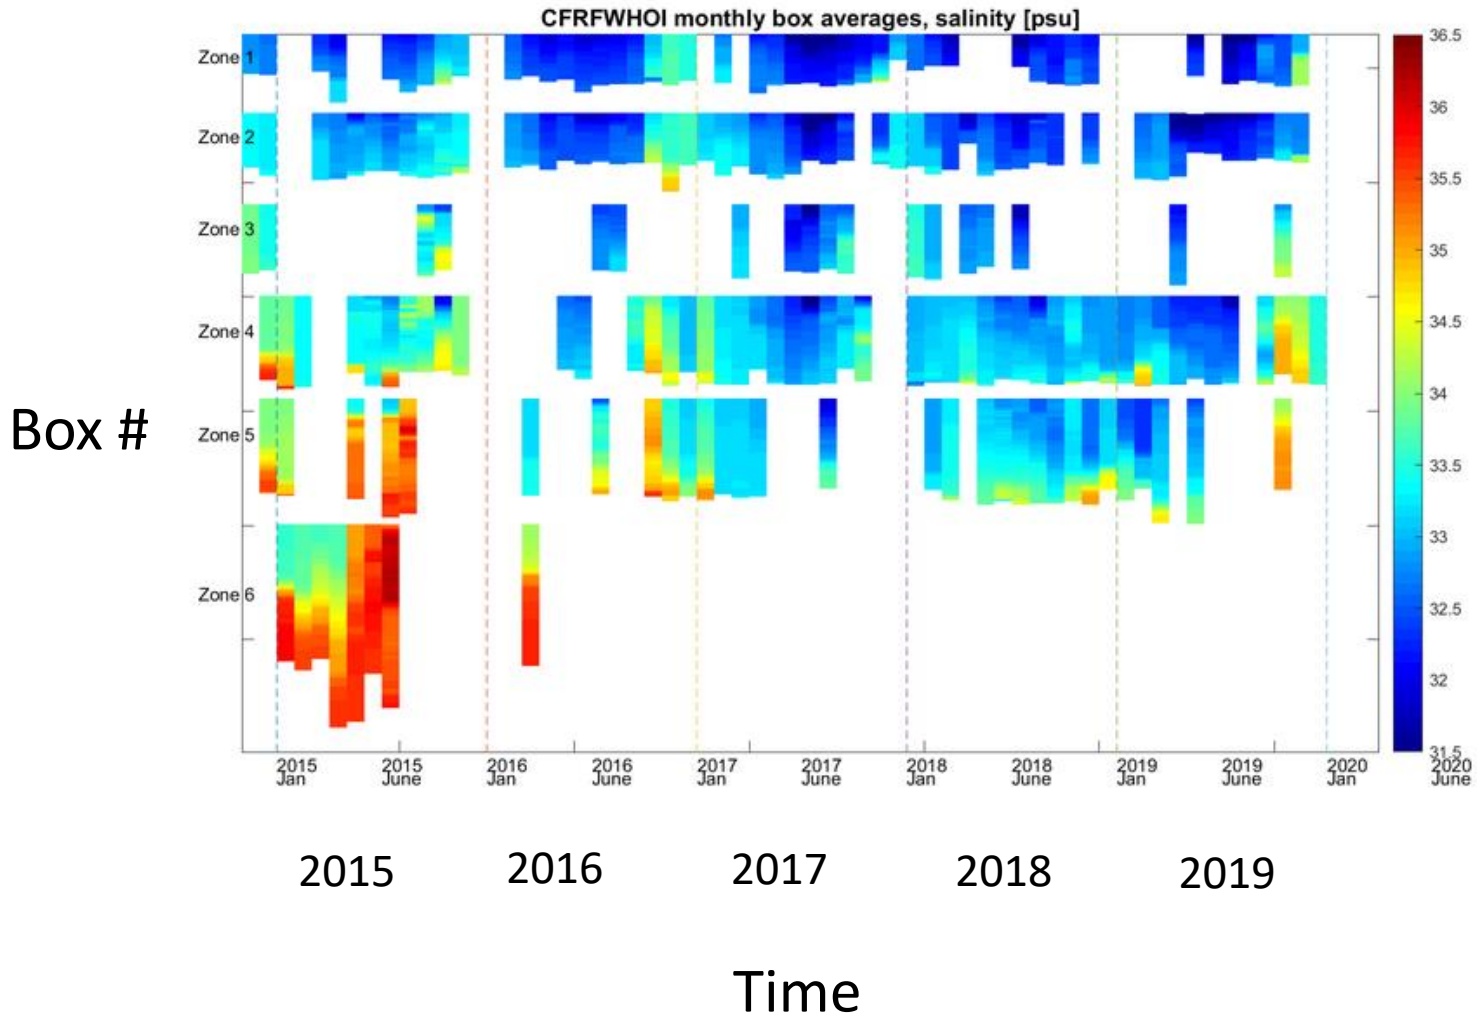 CFRFWHOI monthly box averages, salinity [psu]
Zone 1
Zone 2
Zone 3
Zone 4
Zone 5
Zone 6
Box #
36.5
36
35.5
35
34.5
34
33.5
33
32.5
32
31.5
2015 Jan
2015 June
2016 Jan
2016 June
2017 Jan
2017 June
2018 Jan
2018 June
2019 Jan
2019 June
2020 Jan
2020 June
2015
2016
2017
2018
2019
Time